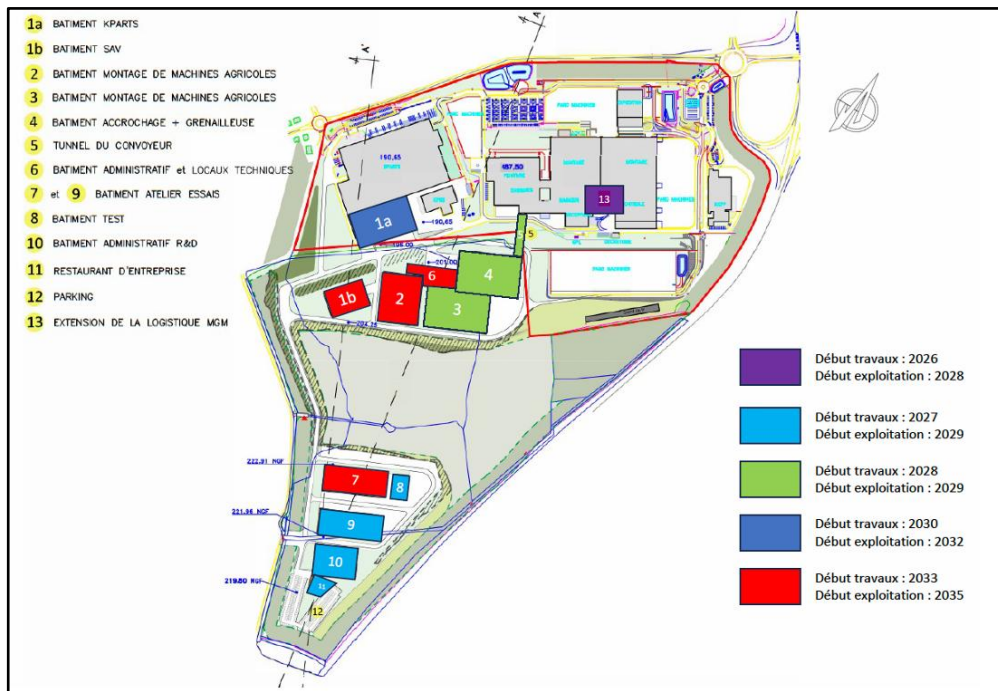 1a BATIMENT KPARTS
1b BATIMENT SAV
2 BATIMENT MONTAGE DE MACHINES AGRICOLES
3 BATIMENT MONTAGE DE MACHINES AGRICOLES
4 BATIMENT ACCROCHAGE + GRENAILLEUSE
5 TUNNEL DU CONVOYEUR
6 BATIMENT ADMINISTRATIF et LOCAUX TECHNIQUES
7 et 9 BATIMENT ATELIER ESSAIS
8 BATIMENT TEST
10 BATIMENT ADMINISTRATIF R&D
11 RESTAURANT D'ENTREPRISE
12 PARKING
13 EXTENSION DE LA LOGISTIQUE MGM
A'
A
190,65
MONTAGE
13
1a
190,65
5
6
4
1b
2
3
7
8
222.91 NGF
9
221.96 NGF
10
219.80 NGF
11
12
Début travaux : 2026
Début exploitation : 2028
Début travaux : 2027
Début exploitation : 2029
Début travaux : 2028
Début exploitation : 2029
Début travaux : 2030
Début exploitation : 2032
Début travaux : 2033
Début exploitation : 2035